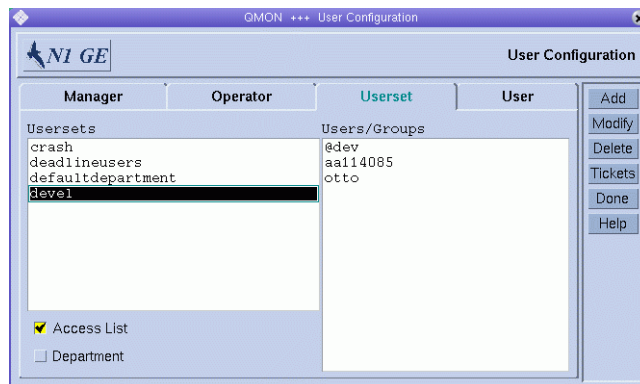 QMON +++ User Configuration
N1 GE
User Configuration
Manager Operator Userset User
Usersets
crash
deadlineusers
defaultdepartment
devel
Users/Groups
@dev
aa114085
otto
Access List
Department
Add
Modify
Delete
Tickets
Done
Help